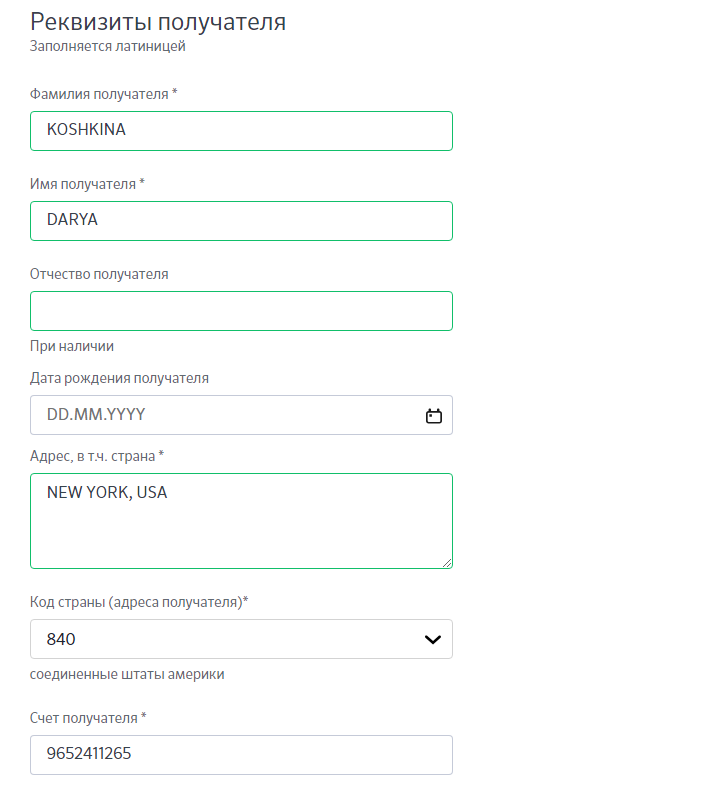 Реквизиты получателя
Заполняется латиницей
Фамилия получателя *
KOSHKINA
Имя получателя *
DARYA
Отчество получателя
При наличии
Дата рождения получателя
DD.MM.YYYY
Адрес, в т.ч. страна *
NEW YORK, USA
Код страны (адреса получателя)*
840
соединенные штаты америки
Счет получателя *
9652411265